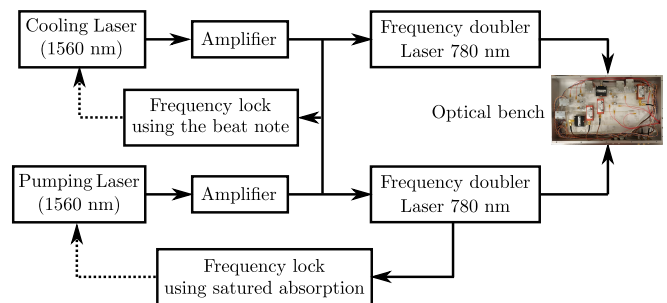 Cooling Laser
(1560 nm)
Amplifier
Frequency doubler
Laser 780 nm
Frequency lock
using the beat note
Optical bench
Pumping Laser
(1560 nm)
Amplifier
Frequency doubler
Laser 780 nm
Frequency lock
using satured absorption